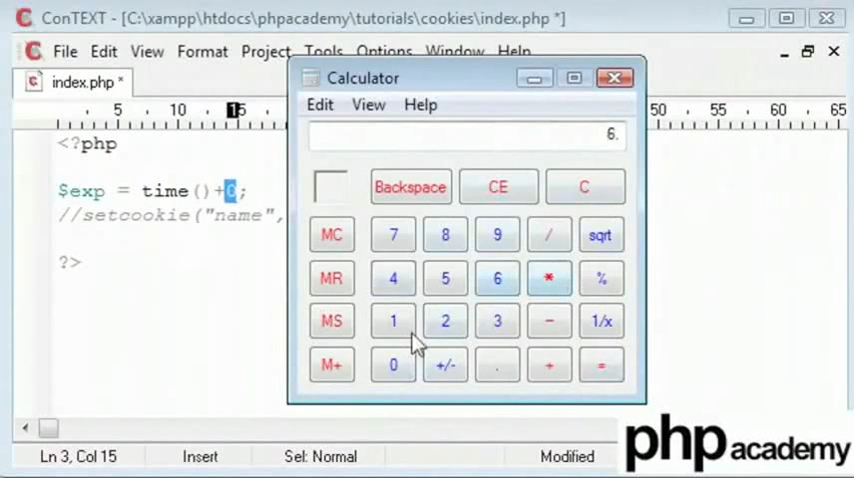 ConTEXT - [C:\xampp\htdocs\phpacademy\tutorials\cookies\index.php *]
File Edit View Format Project Tools Options Window Help
index.php *
5 10 15 50 55 60 65
<?php
$exp = time()+0;
//setcookie("name",
?>
Calculator
Edit View Help
6.
Backspace CE C
MC 7 8 9 / sqrt
MR 4 5 6 * %
MS 1 2 3 - 1/x
M+ 0 +/- . + =
Ln 3, Col 15 Insert Sel: Normal Modified
php academy